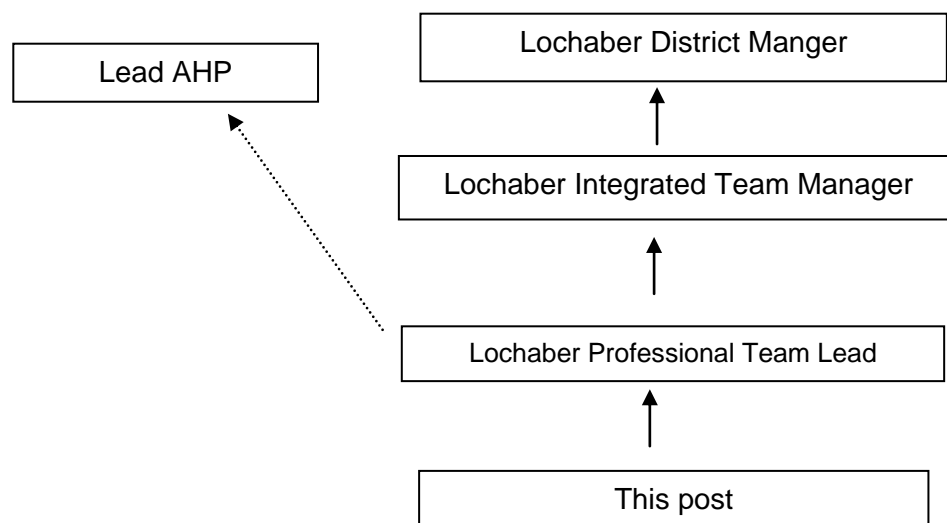 Lochaber District Manger
Lead AHP
Lochaber Integrated Team Manager
Lochaber Professional Team Lead
This post